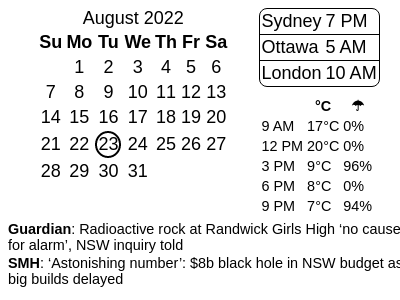 August 2022
Su Mo Tu We Th Fr Sa
1 2 3 4 5 6
7 8 9 10 11 12 13
14 15 16 17 18 19 20
21 22 23 24 25 26 27
28 29 30 31
Sydney 7 PM
Ottawa 5 AM
London 10 AM
°C ☂
9 AM 17°C 0%
12 PM 20°C 0%
3 PM 9°C 96%
6 PM 8°C 0%
9 PM 7°C 94%
Guardian: Radioactive rock at Randwick Girls High ‘no cause
for alarm’, NSW inquiry told
SMH: ‘Astonishing number’: $8b black hole in NSW budget as
big builds delayed